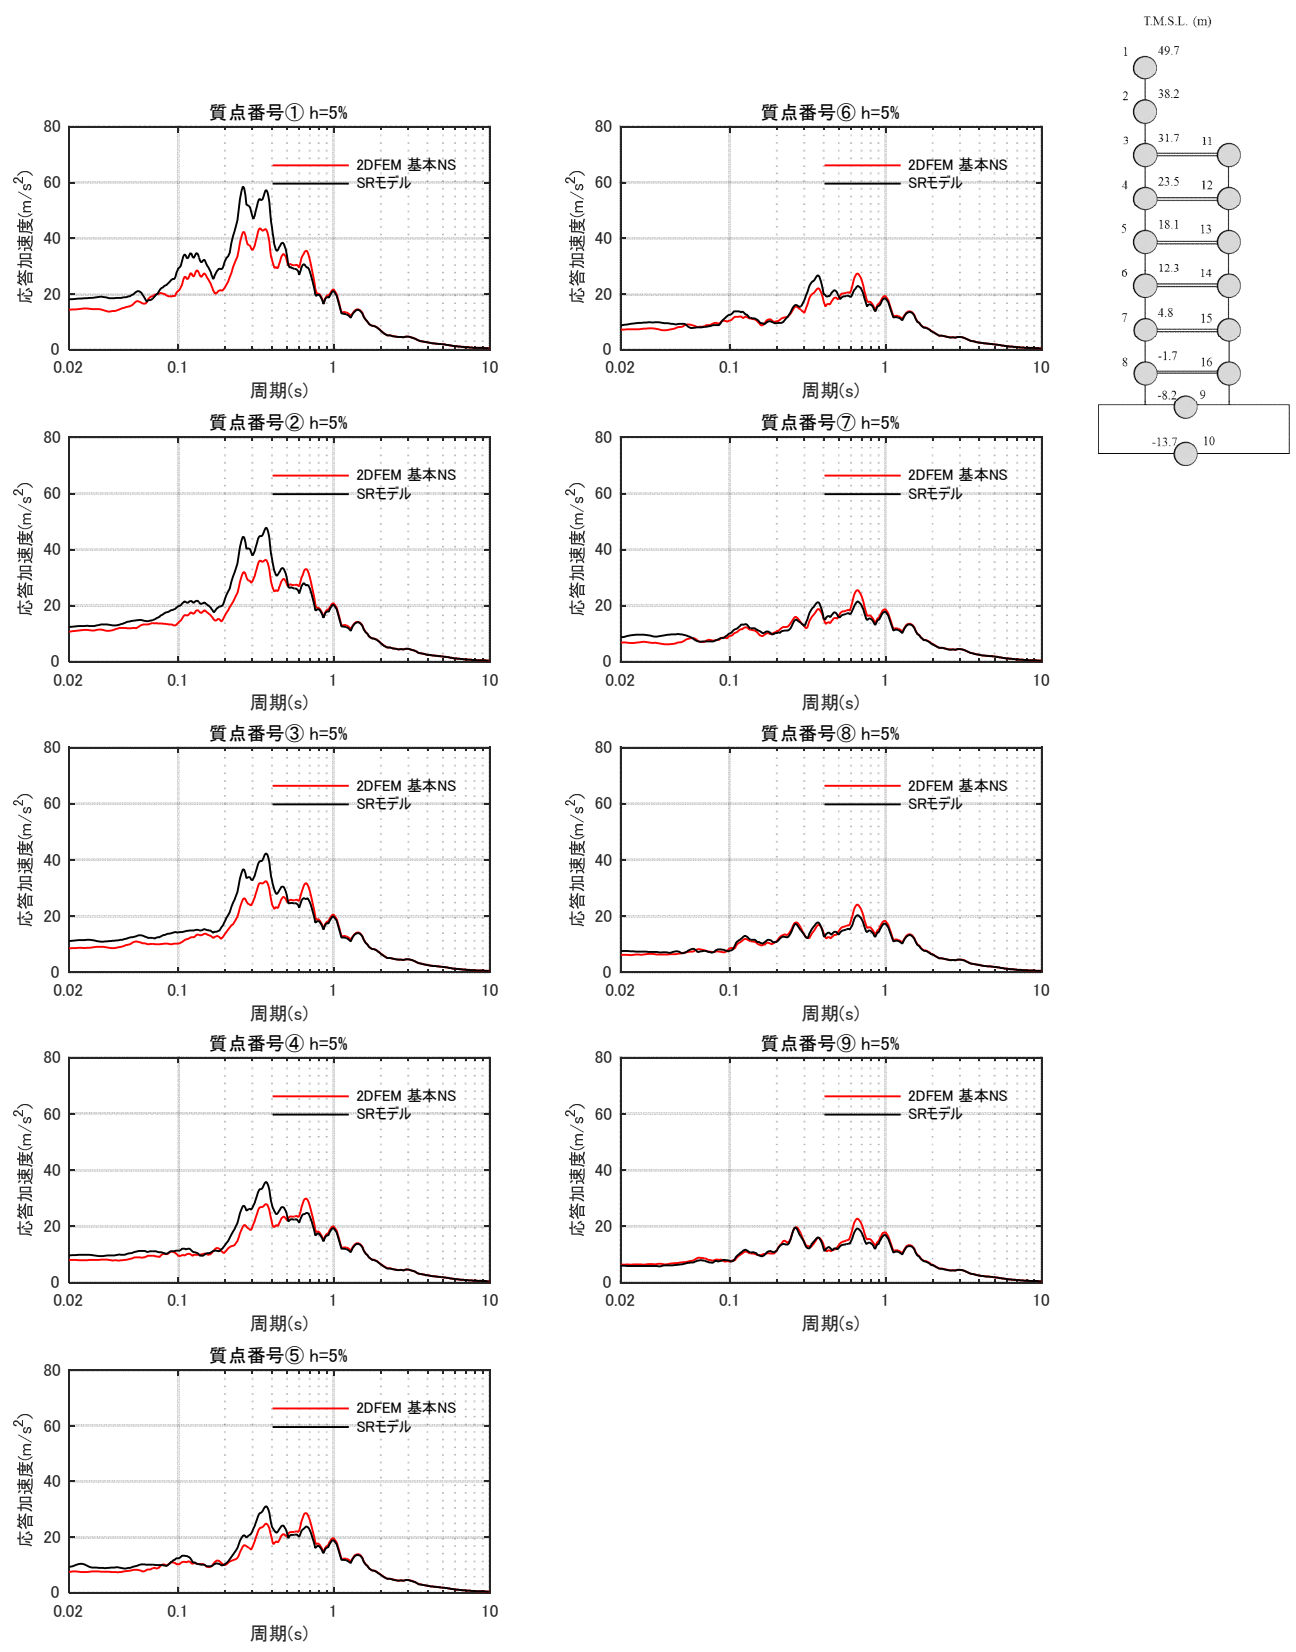 T.M.S.L. (m)
1 49.7
2 38.2
3 31.7 11
4 23.5 12
5 18.1 13
6 12.3 14
7 4.8 15
8 -1.7 16
-8.2 9
-13.7 10
質点番号① h=5%
応答加速度(m/s²)
80
60
40
20
0
2DFEM 基本NS
SRモデル
0.02 0.1 1 10
周期(s)
質点番号② h=5%
応答加速度(m/s²)
80
60
40
20
0
2DFEM 基本NS
SRモデル
0.02 0.1 1 10
周期(s)
質点番号③ h=5%
応答加速度(m/s²)
80
60
40
20
0
2DFEM 基本NS
SRモデル
0.02 0.1 1 10
周期(s)
質点番号④ h=5%
応答加速度(m/s²)
80
60
40
20
0
2DFEM 基本NS
SRモデル
0.02 0.1 1 10
周期(s)
質点番号⑤ h=5%
応答加速度(m/s²)
80
60
40
20
0
2DFEM 基本NS
SRモデル
0.02 0.1 1 10
周期(s)
質点番号⑥ h=5%
応答加速度(m/s²)
80
60
40
20
0
2DFEM 基本NS
SRモデル
0.02 0.1 1 10
周期(s)
質点番号⑦ h=5%
応答加速度(m/s²)
80
60
40
20
0
2DFEM 基本NS
SRモデル
0.02 0.1 1 10
周期(s)
質点番号⑧ h=5%
応答加速度(m/s²)
80
60
40
20
0
2DFEM 基本NS
SRモデル
0.02 0.1 1 10
周期(s)
質点番号⑨ h=5%
応答加速度(m/s²)
80
60
40
20
0
2DFEM 基本NS
SRモデル
0.02 0.1 1 10
周期(s)